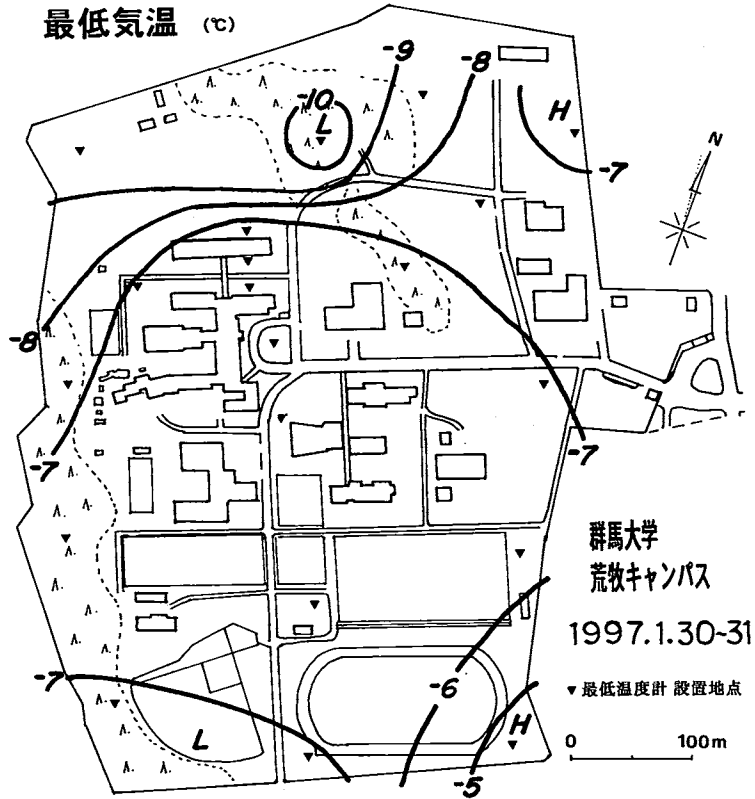 最低気温 (℃)
-9
-8
-10
L
H
-7
N
-8
-7
-7
群馬大学
荒牧キャンパス
1997.1.30~31
-7
-6
▼最低温度計 設置地点
L
H
-5
0 100m